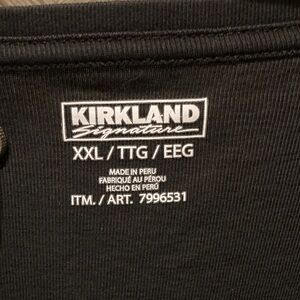 KIRKLAND
Signature
XXL / TTG / EEG
MADE IN PERU
FABRIQUÉ AU PÉROU
HECHO EN PERÚ
ITM. / ART. 7996531